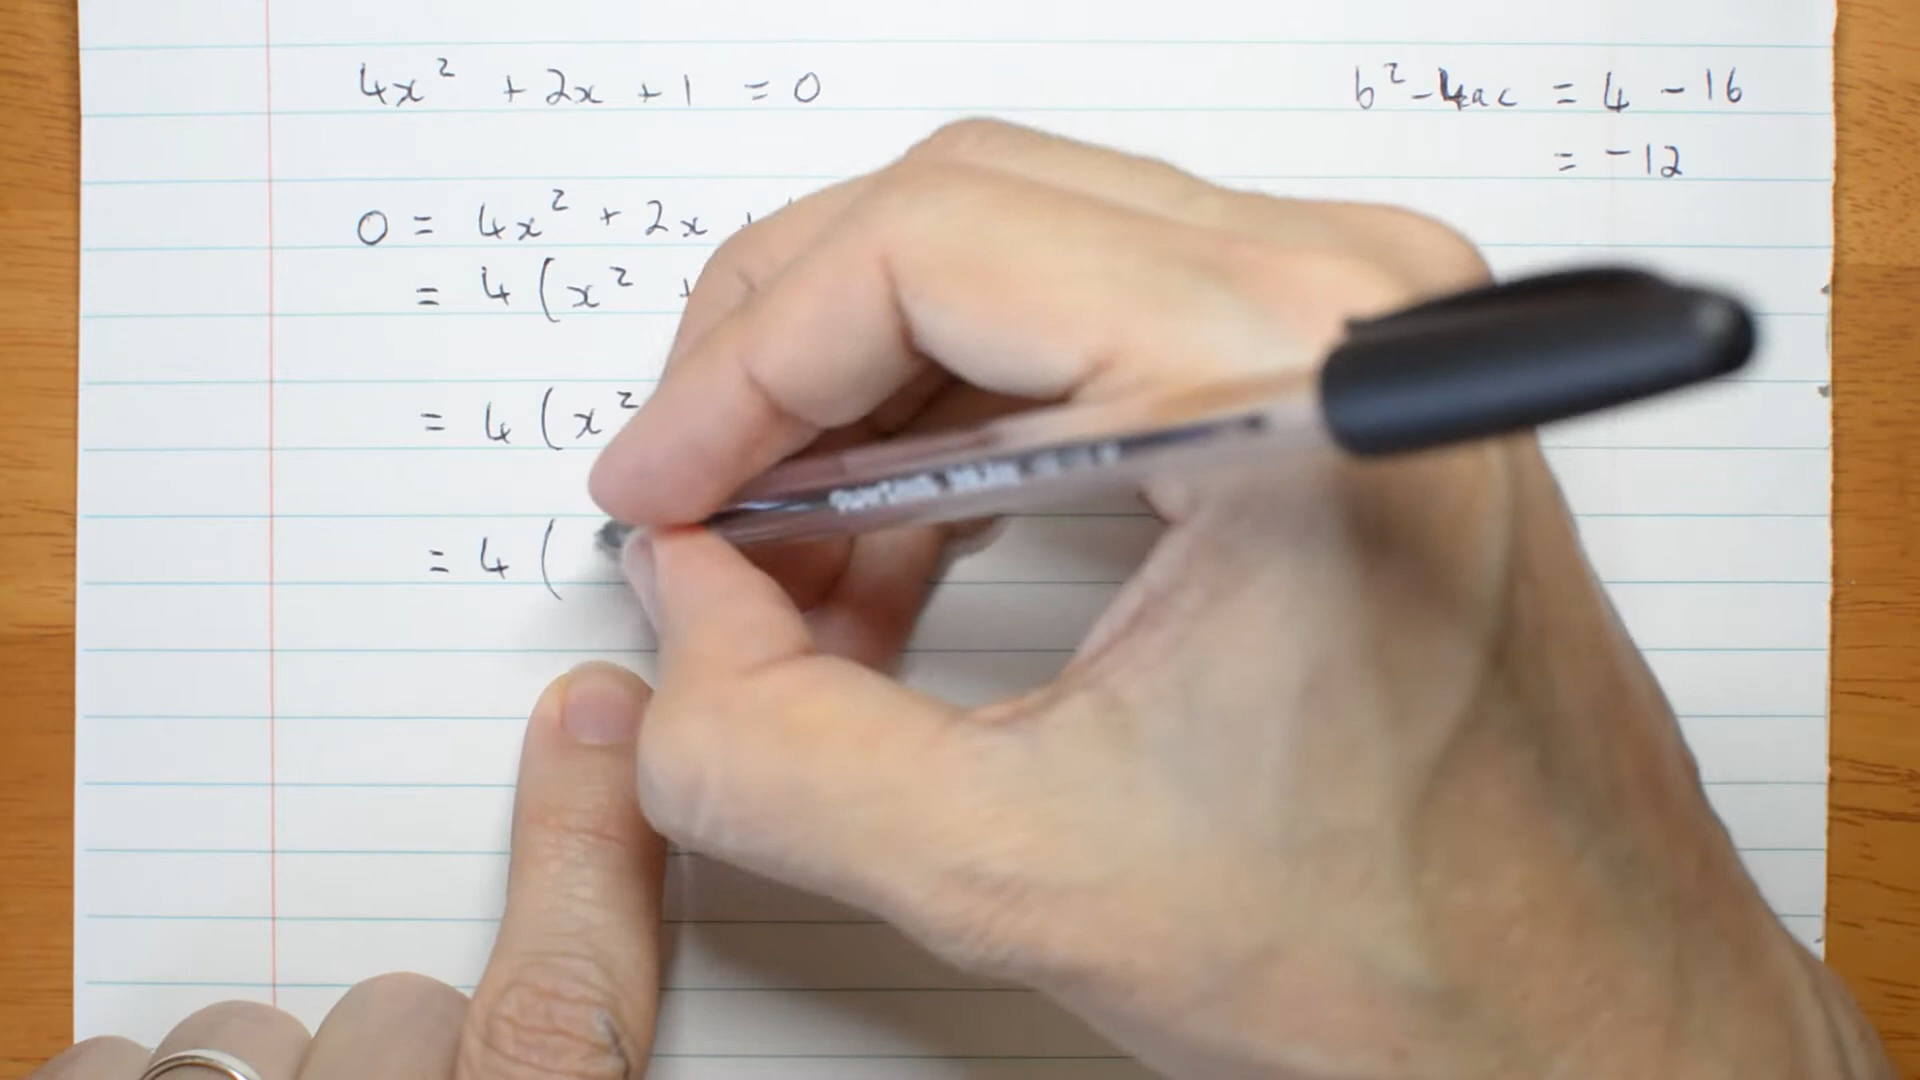 4x² + 2x + 1 = 0
b² - 4ac = 4 - 16
= -12
0 = 4x² + 2x +
= 4 (x² +
= 4 (x²
= 4 (